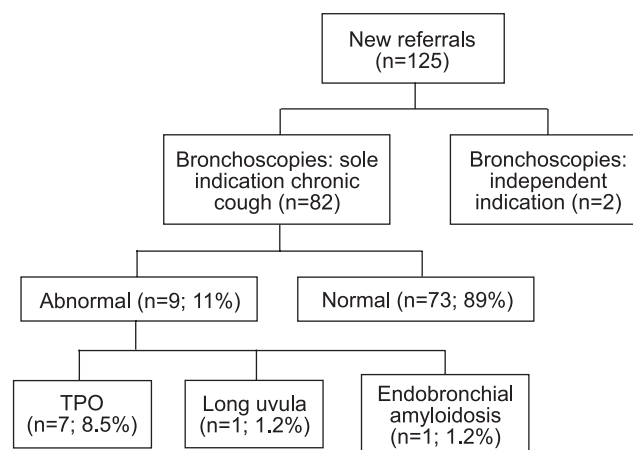 New referrals
(n=125)
Bronchoscopies: sole
indication chronic
cough (n=82)
Bronchoscopies:
independent
indication (n=2)
Abnormal (n=9; 11%)
Normal (n=73; 89%)
TPO
(n=7; 8.5%)
Long uvula
(n=1; 1.2%)
Endobronchial
amyloidosis
(n=1; 1.2%)